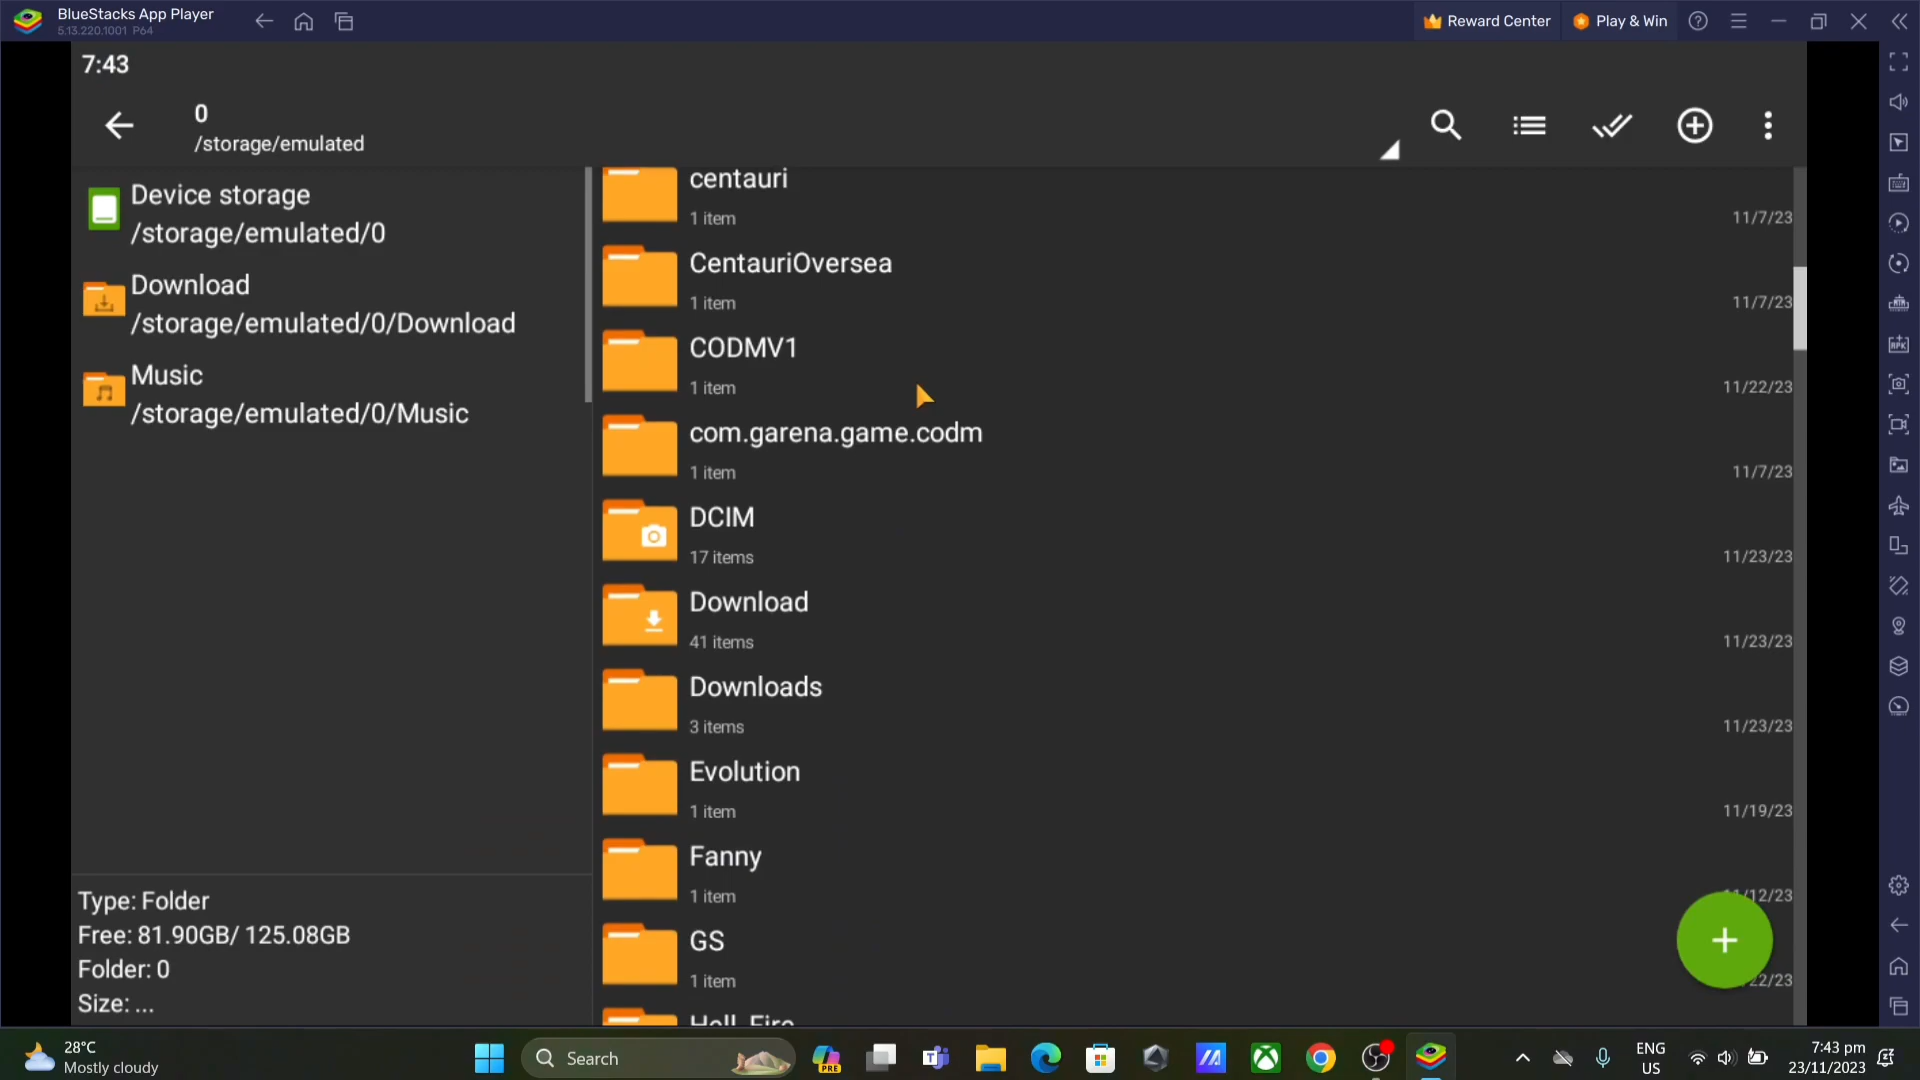 BlueStacks App Player
5.13.220.1001 P64
Reward Center
Play & Win
7:43
0
/storage/emulated
Device storage
/storage/emulated/0
Download
/storage/emulated/0/Download
Music
/storage/emulated/0/Music
centauri
1 item
11/7/23
CentauriOversea
1 item
11/7/23
CODMV1
1 item
11/22/23
com.garena.game.codm
1 item
11/7/23
DCIM
17 items
11/23/23
Download
41 items
11/23/23
Downloads
3 items
11/23/23
Evolution
1 item
11/19/23
Fanny
1 item
GS
1 item
Hell Fire
Type: Folder
Free: 81.90GB/ 125.08GB
Folder: 0
Size: ...
28°C
Mostly cloudy
Search
PRE
ENG
US
7:43 pm
23/11/2023